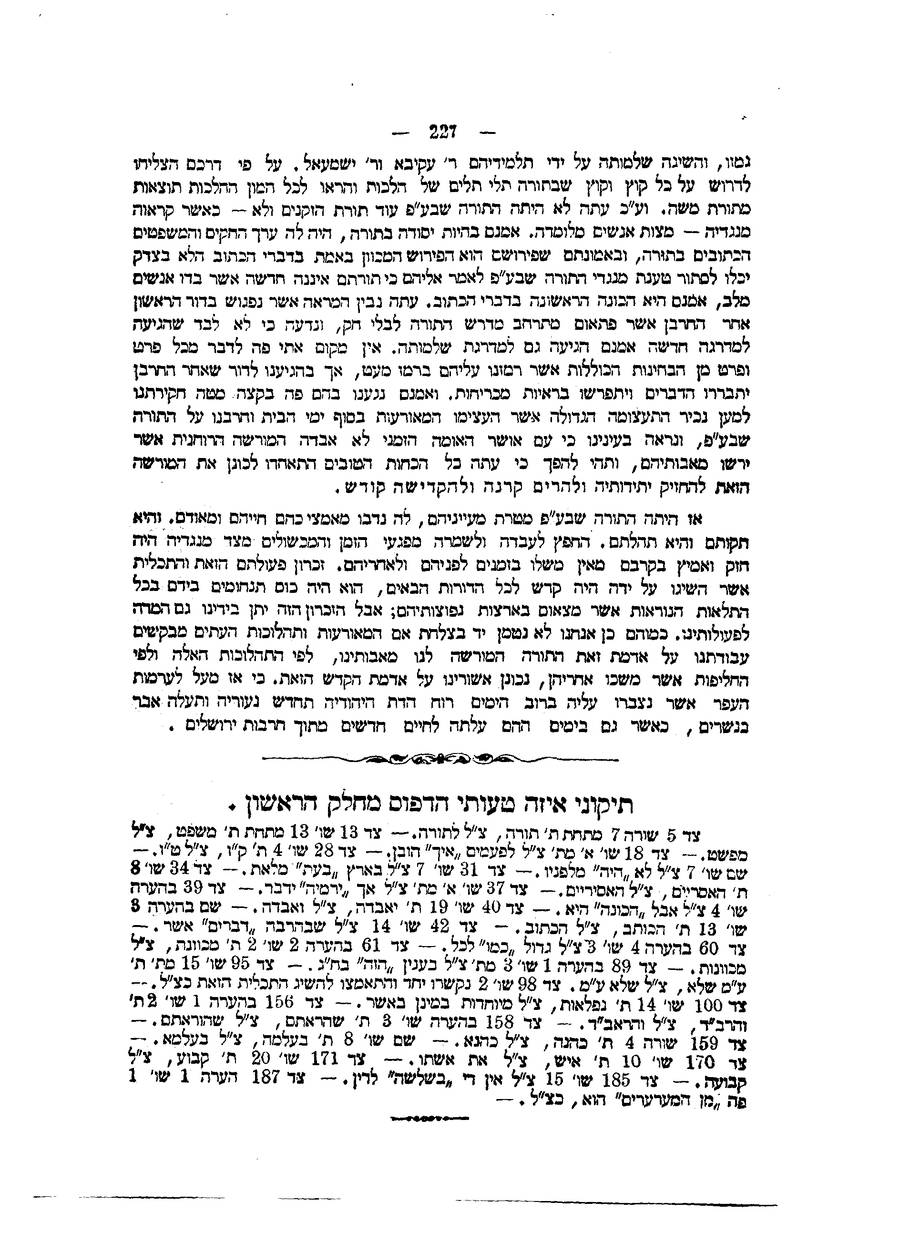 — 227 —
גמזו, והשיגה שלמותה על ידי תלמידיהם ר' עקיבא ור' ישמעאל. על פי דרכם הצליחו
לדרוש על כל קוץ וקוץ שבתורה תלי תלים של הלכות והראו לכל המון ההלכות תוצאות
מתורת משה. וע"כ עתה לא היתה התורה שבע"פ עוד תורת הזקנים ולא — כאשר קראוה
מנגדיה — מצות אנשים מלומדה. אמנם בהיות יסודה בתורה, היה לה ערך החקים והמשפטים
הכתובים בתורה, ובאמונתם שפירושם הוא הפירוש המכוון באמת בדברי הכתוב הלא בצדק
יכלו לסתור טענת מנגדי התורה שבע"פ לאמר אליהם כי תורתם איננה חדשה אשר בדו אנשים
מלב, אמנם היא הכונה הראשונה בדברי הכתוב. עתה נבין המראה אשר נפגוש בדור הראשון
אחר החרבן אשר פתאום מתרחב מדרש התורה לבלי חק, ונדעה כי לא לבד שהגיעה
למדרגה חדשה אמנם הגיעה גם למדרגת שלמותה. אין מקום אתי פה לדבר מכל פרט
ופרט מן הבחינות הכוללות אשר רמזנו עליהם ברמז מעט, אך בהגיענו לדור שאחר החרבן
יתבררו הדברים ויתפרשו בראיות מכריחות. ואמנם נגענו בהם פה בקצה מטה חקירתנו
למען נכיר התעצומה הגדולה אשר העצימו המאורעות בסוף ימי הבית והרבנו על התורה
שבע"פ, ונראה בעינינו כי עם אושר האומה הזמני לא אבדה המורשה הרוחנית אשר
ירשו מאבותיהם, ותהי להפך כי עתה כל הכחות הטובים התאחדו לכונן את המורשה
הזאת להחזיק יתידותיה ולהרים קרנה ולהקדישה קודש.
אז היתה התורה שבע"פ מטרת מעייניהם, לה נדבו מאמצי כהם חייהם ומאודם. והיא
תקותם והיא תהלתם. החפץ לעבדה ולשמרה מפגעי הזמן והמכשולים מצד מנגדיה היה
חזק ואמיץ בקרבם מאין משלו בזמנים לפניהם ולאחריהם. זכרון פעולתם הזאת והתכלית
אשר השיגו על ידה היה קדש לכל הדורות הבאים, הוא היה כוס תנחומים בידם בכל
התלאות הנוראות אשר מצאום בארצות נפוצותיהם; אבל הזכרון הזה יתן בידינו גם המדה
לפעולותינו. כמוהם כן אנחנו לא נטמן יד בצלחת אם המאורעות ותהלוכות העתים מבקשים
עבודתנו על אדמת זאת התורה המורשה לנו מאבותינו, לפי התהלוכות האלה ולפי
החליפות אשר משכו אחריהן, נכונן אשורינו על אדמת הקדש הזאת. כי אז מעל לערמות
העפר אשר נצברו עליה ברוב הימים רוח הדת היהודיה תחדש נעוריה ותעלה אבר
כנשרים, כאשר גם בימים ההם עלתה לחיים חדשים מתוך חרבות ירושלים.
תיקוני איזה טעותי הדפוס מחלק הראשון.
צד 5 שורה 7 מתחת ת' תורה, צ"ל לתורה. — צד 13 שו' 13 מתחת ת' משפט, צ"ל
מפשט. — צד 18 שו' א' מת' צ"ל לפעמים „איך" הובן. — צד 28 שו' 4 ת' ק"ו, צ"ל ט"ו. —
שם שו' 7 צ"ל לא „היה" מלפניו. — צד 31 שו' 7 צ"ל בארץ „בעת" מלאת. — צד 34 שו' 8
ת' האסריים, צ"ל האסיריים. — צד 37 שו' א' מת' צ"ל אך „ירמיה" ידבר. — צד 39 בהערה
שו' 4 צ"ל אבל „הכונה" היא. — צד 40 שו' 19 ת' יאבדה, צ"ל ואבדה. — שם בהערה 3
שו' 13 ת' הכותב, צ"ל הכתוב. — צד 42 שו' 14 צ"ל שבהרבה „דברים" אשר. —
צד 60 בהערה 4 שו' 3 צ"ל גדול „כמו" לכל. — צד 61 בהערה 2 שו' 2 ת' מכוונת, צ"ל
מכוונות. — צד 89 בהערה 1 שו' 3 מת' צ"ל בענין „הזה" בח"ג. — צד 95 שו' 15 מת' ת'
ע"מ שלא, צ"ל שלא ע"מ. צד 98 שו' 2 נקשרו יחד והתאמצו להשיג התכלית הזאת כצ"ל. —
צד 100 שו' 14 ת' נפלאות, צ"ל מיוחדות במינן באשר. — צד 156 בהערה 1 שו' 2 ת'
והרב"ד, צ"ל והראב"ד. — צד 158 בהערה שו' 3 ת' שהראתם, צ"ל שהוראתם. —
צד 159 שורה 4 ת' כהנה, צ"ל כהנא. — שם שו' 8 ת' בעלמה, צ"ל בעלמא. —
צד 170 שו' 10 ת' איש, צ"ל את אשתו. — צד 171 שו' 20 ת' קבוע, צ"ל
קבועה. — צד 185 שו' 15 צ"ל אין די „בשלשה" לדין. — צד 187 הערה 1 שו' 1
פה „מן המערערים" הוא, כצ"ל. —